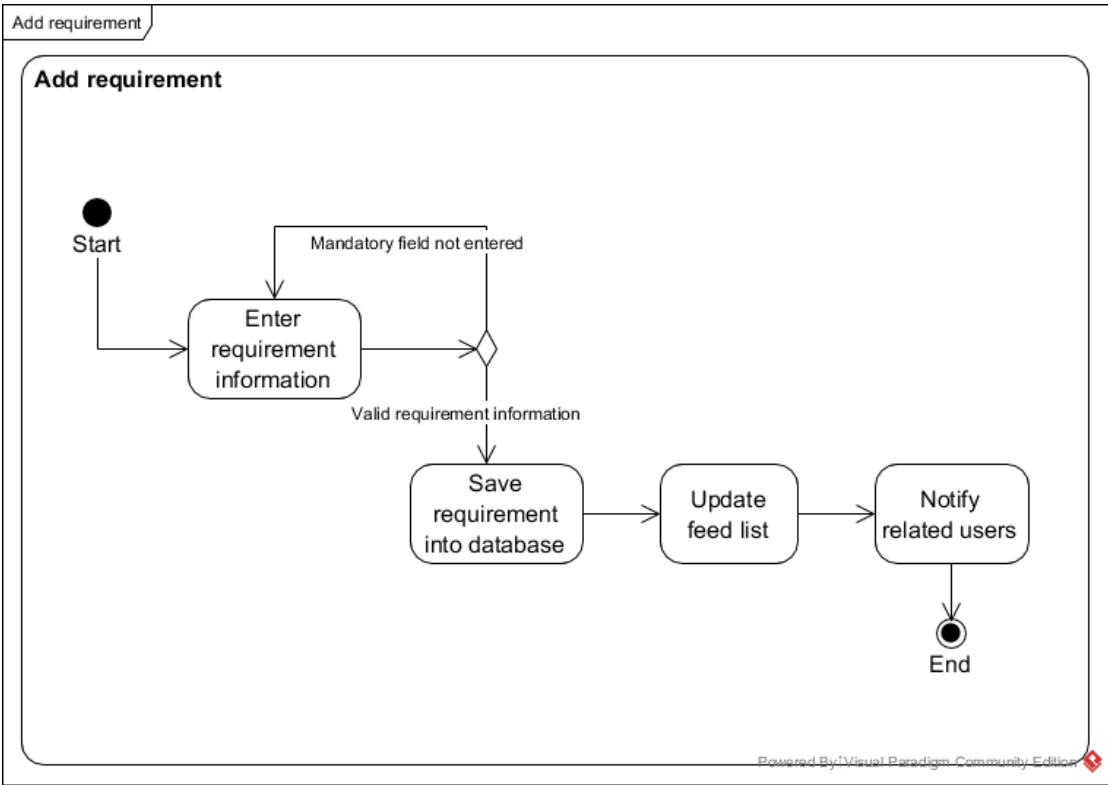 Add requirement
Add requirement
Start
Mandatory field not entered
Enter
requirement
information
Valid requirement information
Save
requirement
into database
Update
feed list
Notify
related users
End
Powered By Visual Paradigm Community Edition